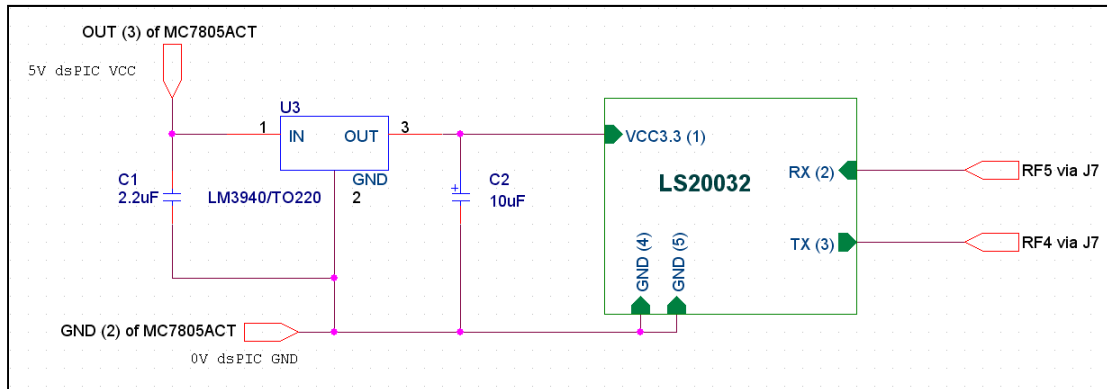 OUT (3) of MC7805ACT
5V dsPIC VCC
U3
1
IN
OUT
3
GND
2
LM3940/TO220
C1
2.2uF
+
C2
10uF
VCC3.3 (1)
LS20032
RX (2)
RF5 via J7
TX (3)
RF4 via J7
GND (4)
GND (5)
GND (2) of MC7805ACT
0V dsPIC GND